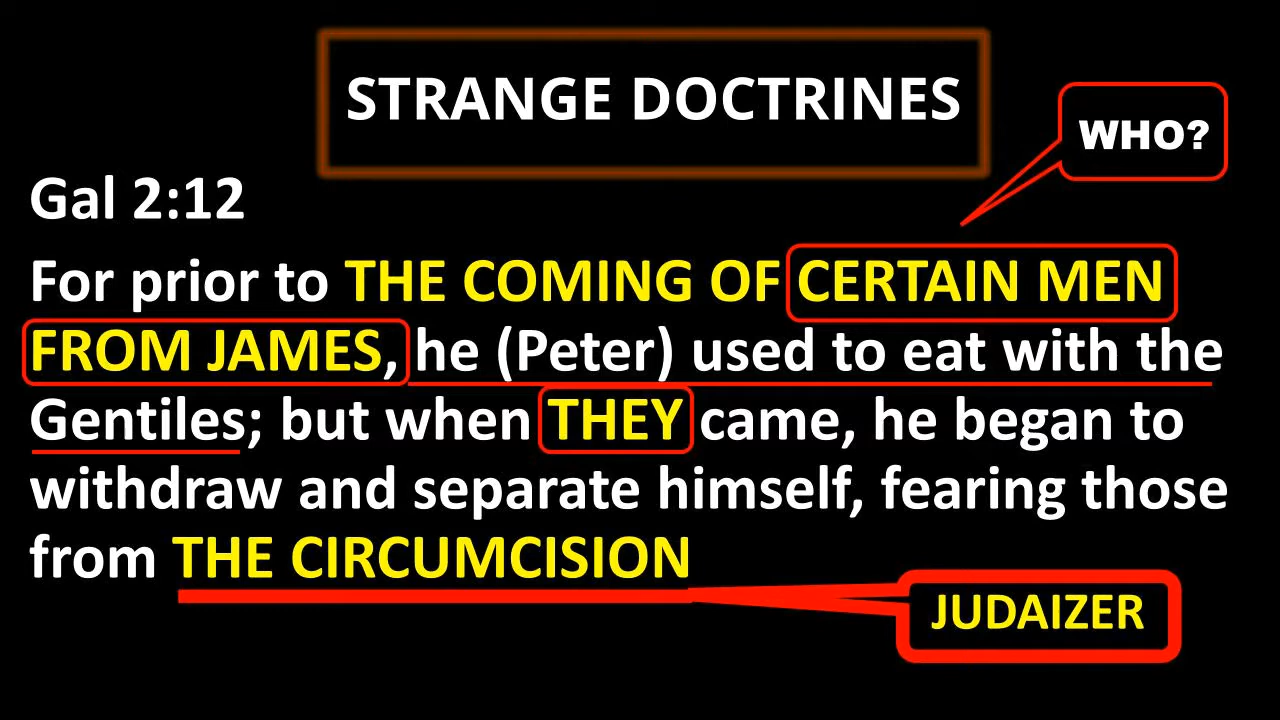 STRANGE DOCTRINES
WHO?
Gal 2:12
For prior to THE COMING OF CERTAIN MEN
FROM JAMES, he (Peter) used to eat with the
Gentiles; but when THEY came, he began to
withdraw and separate himself, fearing those
from THE CIRCUMCISION
JUDAIZER